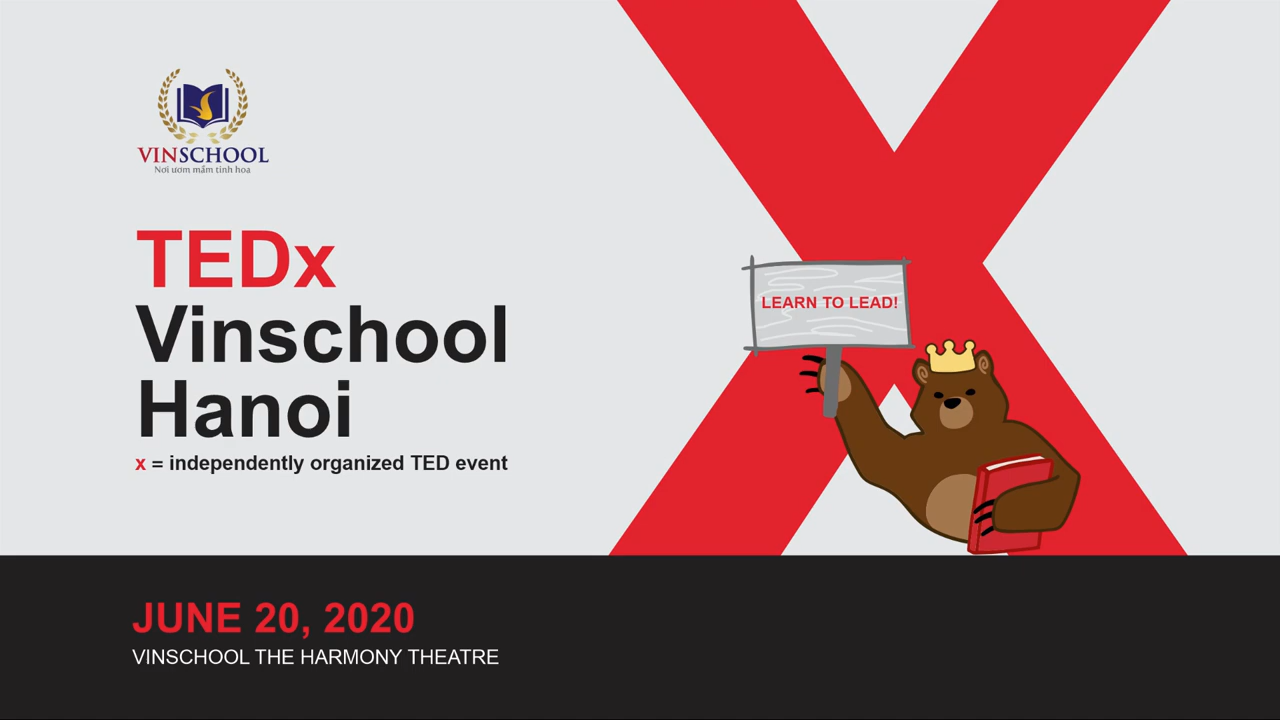 VINSCHOOL
Nơi ươm mầm tinh hoa
TEDx
Vinschool
Hanoi
x = independently organized TED event
LEARN TO LEAD!
JUNE 20, 2020
VINSCHOOL THE HARMONY THEATRE